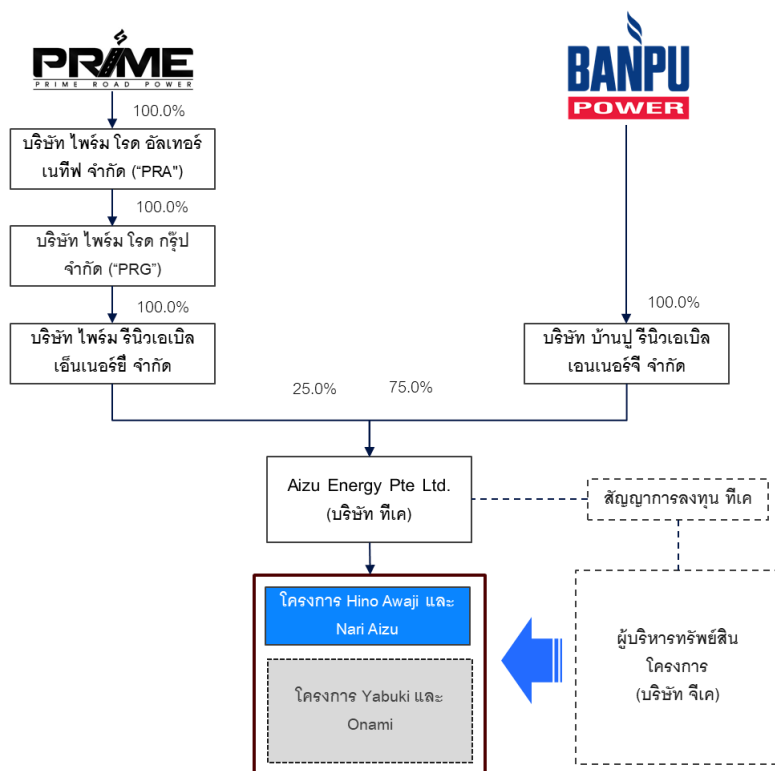 PRIME
PRIME ROAD POWER
BANPU
POWER
100.0%
บริษัท ไพร์ม โรด อัลเทอร์
เนทีฟ จำกัด (“PRA")
100.0%
บริษัท ไพร์ม โรด กรุ๊ป
จำกัด (“PRG”)
100.0%
100.0%
บริษัท ไพร์ม รีนิวเอเบิล
เอ็นเนอร์ยี่ จำกัด
บริษัท บ้านปู รีนิวเอเบิล
เอนเนอร์จี จำกัด
25.0%
75.0%
Aizu Energy Pte Ltd.
(บริษัท ทีเค)
สัญญาการลงทุน ทีเค
โครงการ Hino Awaji และ
Nari Aizu
ผู้บริหารทรัพย์สิน
โครงการ
(บริษัท จีเค)
โครงการ Yabuki และ
Onami